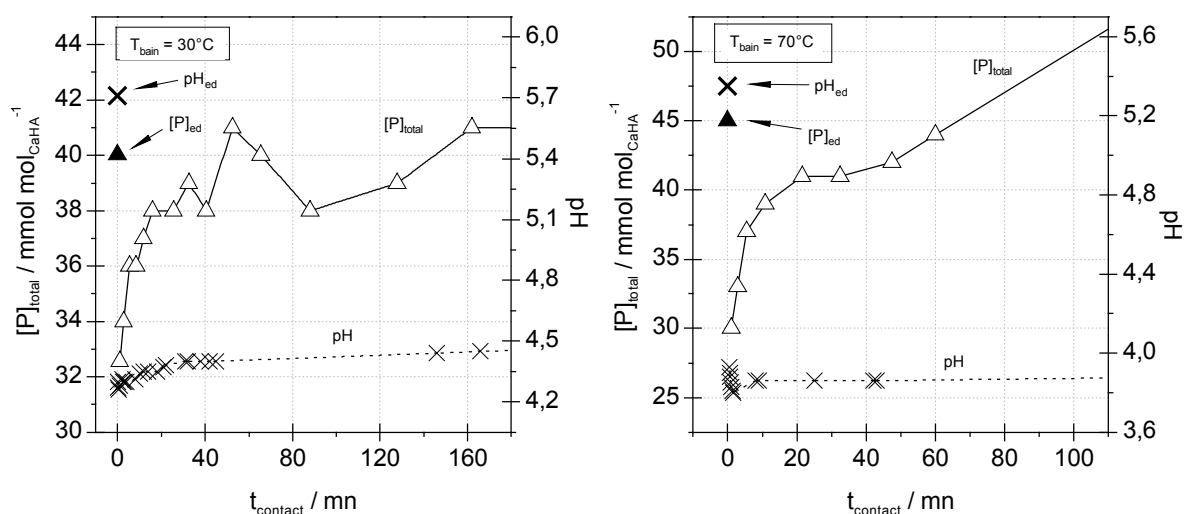 T_bain = 30°C
pH_ed
[P]_ed
[P]_total
pH
44
42
40
38
36
34
32
30
6,0
5,7
5,4
5,1
4,8
4,5
4,2
0
40
80
120
160
[P]_total / mmol mol_CaHA^-1
pH
t_contact / mn
T_bain = 70°C
pH_ed
[P]_ed
[P]_total
pH
50
45
40
35
30
25
5,6
5,2
4,8
4,4
4,0
3,6
0
20
40
60
80
100
[P]_total / mmol mol_CaHA^-1
pH
t_contact / mn